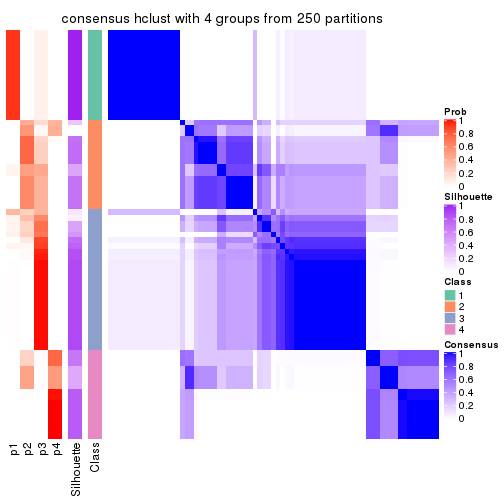 consensus hclust with 4 groups from 250 partitions
Prob
1
0.8
0.6
0.4
0.2
0
Silhouette
1
0.8
0.6
0.4
0.2
0
Class
1
2
3
4
Consensus
1
0.8
0.6
0.4
0.2
0
p1
p2
p3
p4
Silhouette
Class